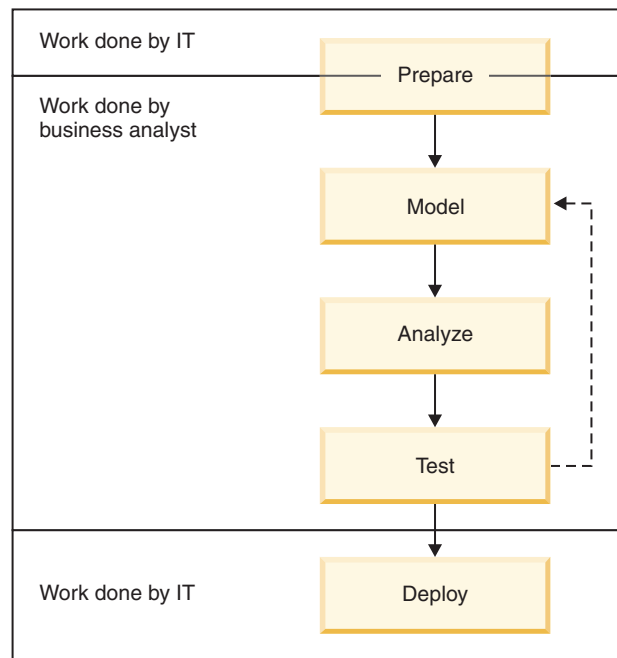 Work done by IT
Prepare
Work done by
business analyst
Model
Analyze
Test
Work done by IT
Deploy